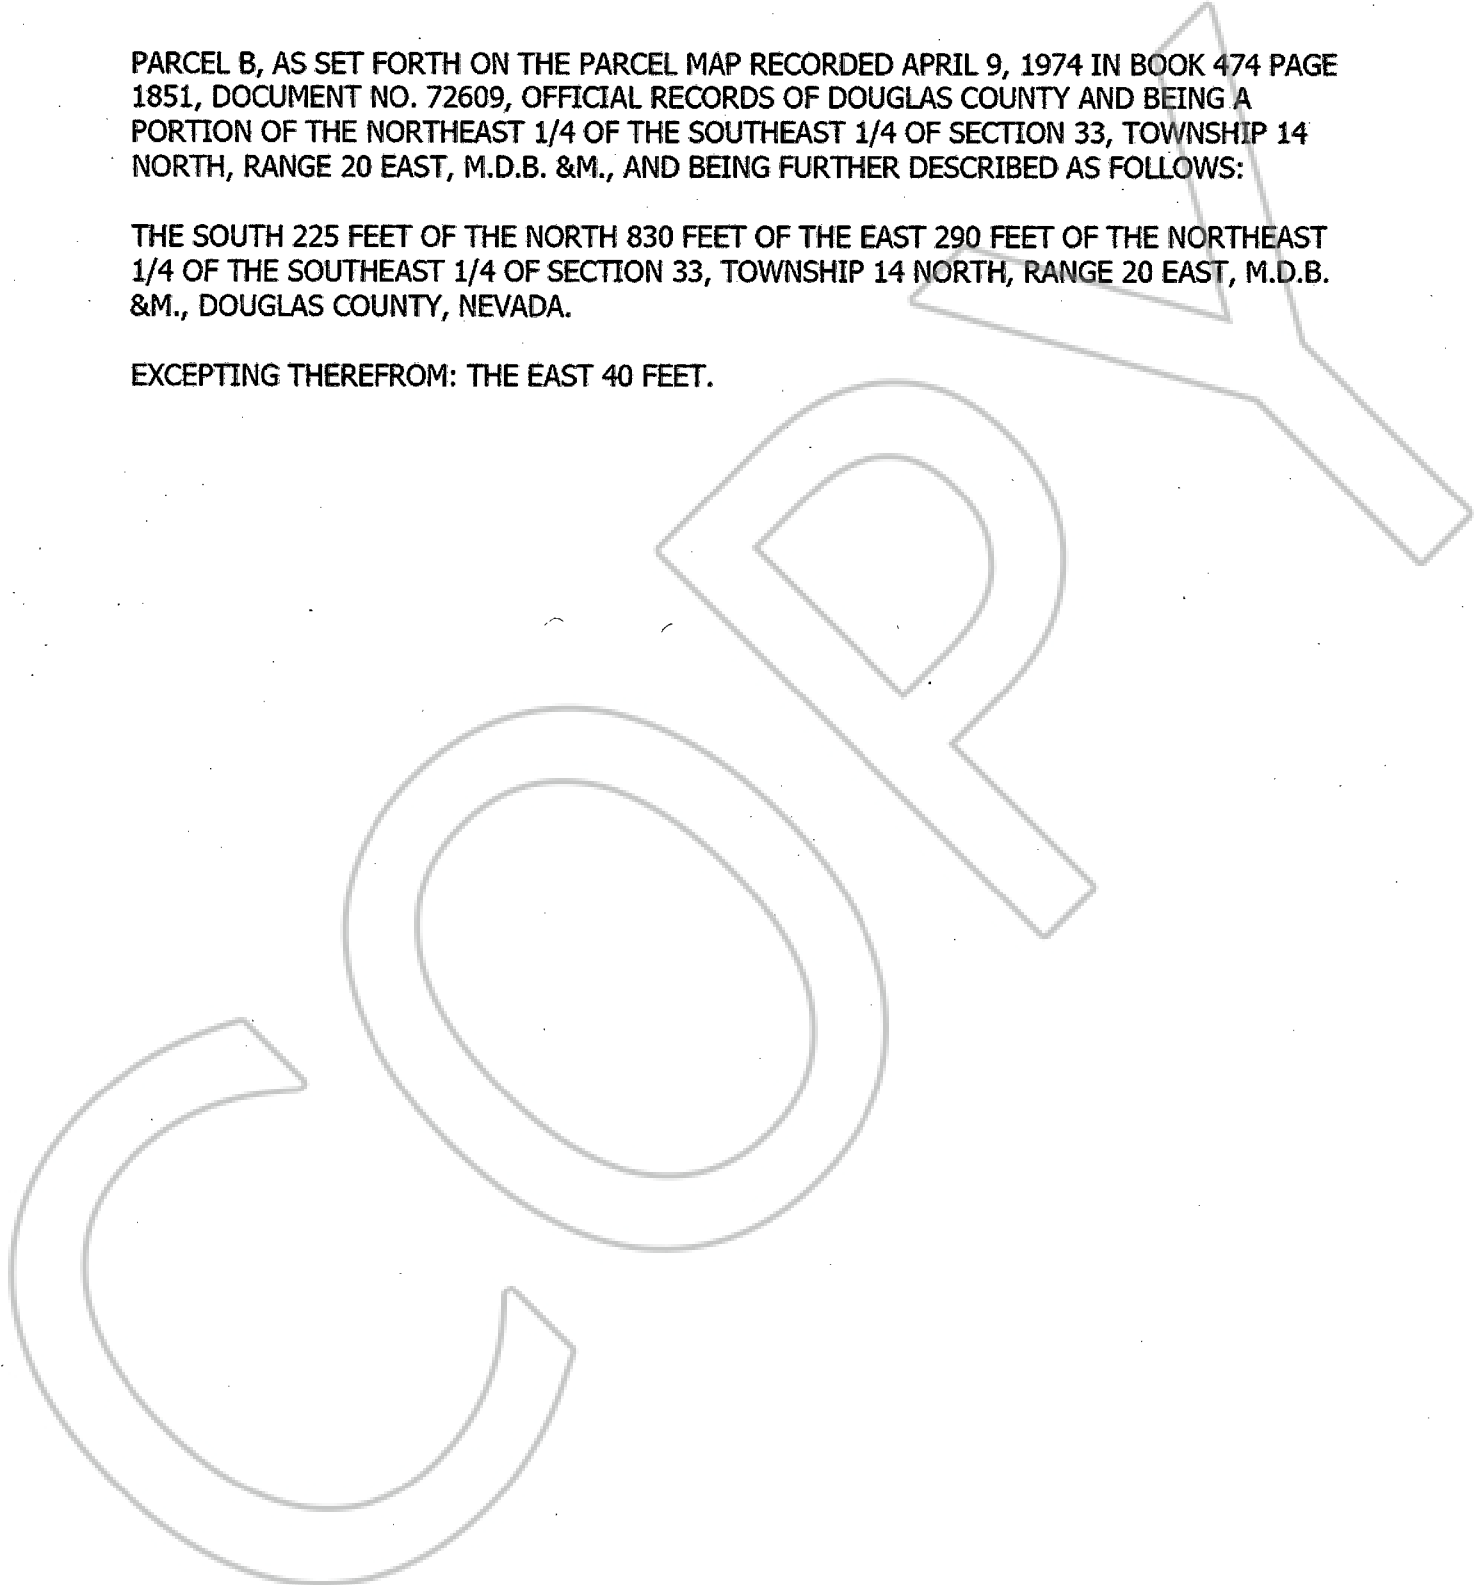 PARCEL B, AS SET FORTH ON THE PARCEL MAP RECORDED APRIL 9, 1974 IN BOOK 474 PAGE
1851, DOCUMENT NO. 72609, OFFICIAL RECORDS OF DOUGLAS COUNTY AND BEING A
PORTION OF THE NORTHEAST 1/4 OF THE SOUTHEAST 1/4 OF SECTION 33, TOWNSHIP 14
NORTH, RANGE 20 EAST, M.D.B. &M., AND BEING FURTHER DESCRIBED AS FOLLOWS:
THE SOUTH 225 FEET OF THE NORTH 830 FEET OF THE EAST 290 FEET OF THE NORTHEAST
1/4 OF THE SOUTHEAST 1/4 OF SECTION 33, TOWNSHIP 14 NORTH, RANGE 20 EAST, M.D.B.
&M., DOUGLAS COUNTY, NEVADA.
EXCEPTING THEREFROM: THE EAST 40 FEET.
COPY